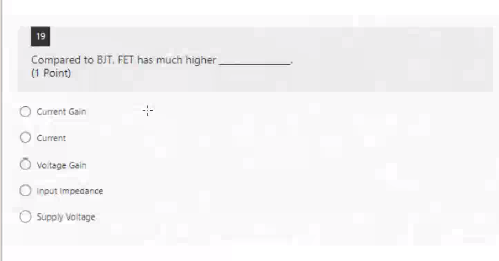 19
Compared to BJT, FET has much higher ____________.
(1 Point)
Current Gain
Current
Voltage Gain
Input Impedance
Supply Voltage